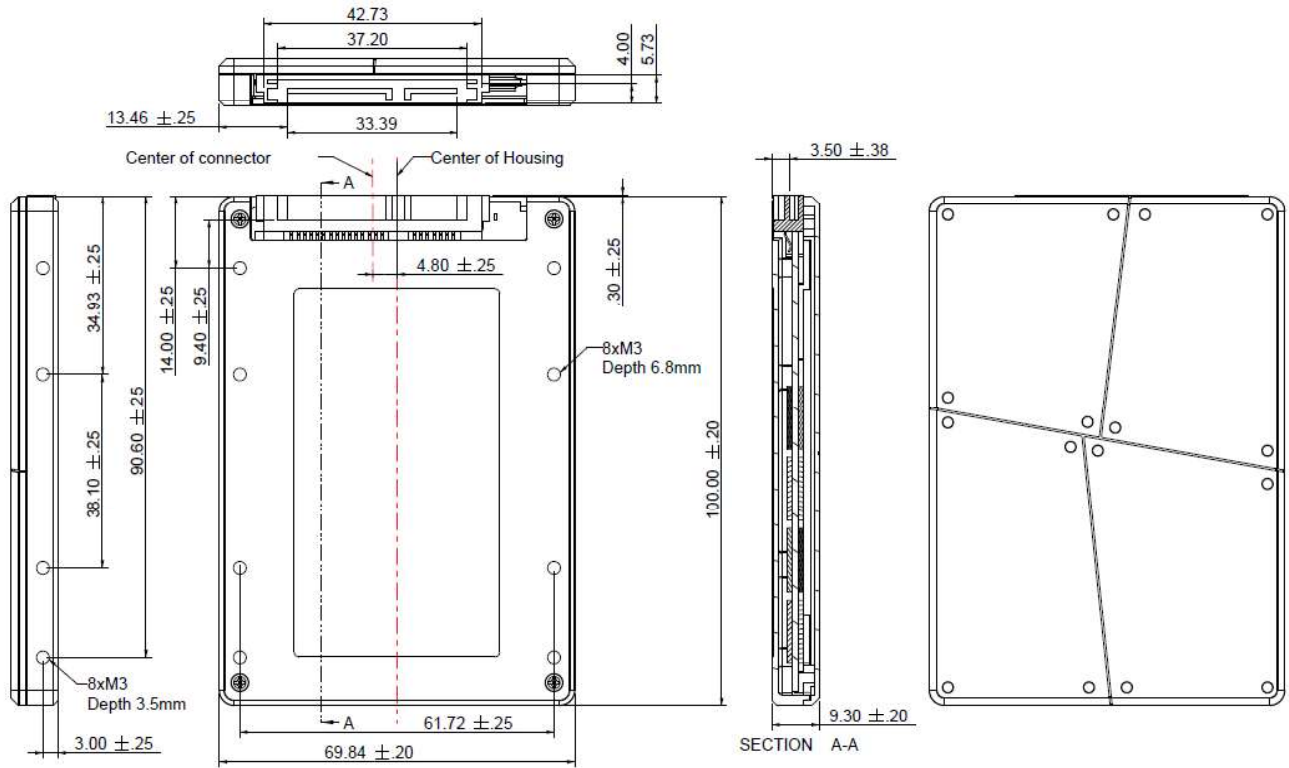 42.73
37.20
4.00
5.73
13.46 ±.25
33.39
Center of connector
Center of Housing
3.50 ±.38
A
34.93 ±.25
14.00 ±.25
9.40 ±.25
4.80 ±.25
.30 ±.25
8xM3
Depth 6.8mm
38.10 ±.25
90.60 ±.25
100.00 ±.20
8xM3
Depth 3.5mm
3.00 ±.25
A
61.72 ±.25
69.84 ±.20
9.30 ±.20
SECTION A-A